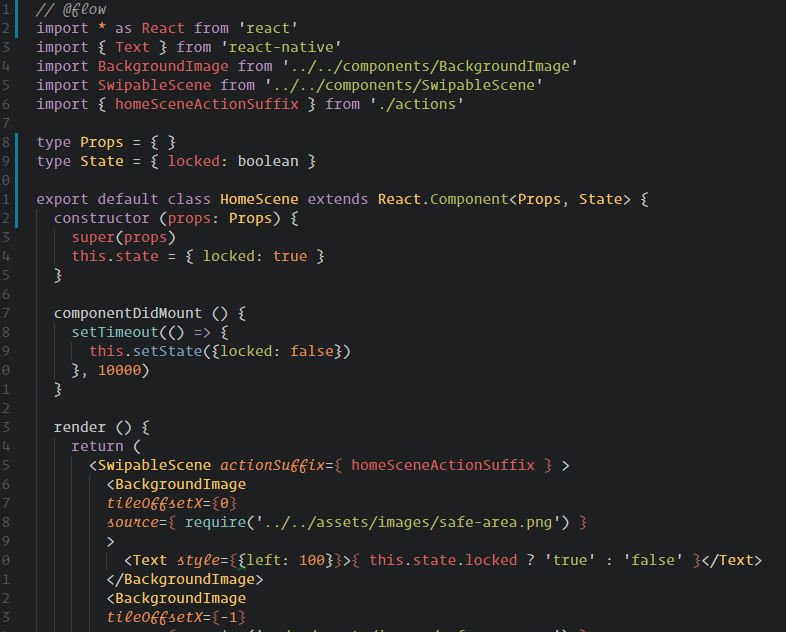 1 // @flow
2 import * as React from 'react'
3 import { Text } from 'react-native'
4 import BackgroundImage from '../../components/BackgroundImage'
5 import SwipableScene from '../../components/SwipableScene'
6 import { homeSceneActionSuffix } from './actions'
7
8 type Props = { }
9 type State = { locked: boolean }
0
1 export default class HomeScene extends React.Component<Props, State> {
2 constructor (props: Props) {
3 super(props)
4 this.state = { locked: true }
5 }
6
7 componentDidMount () {
8 setTimeout(() => {
9 this.setState({locked: false})
0 }, 10000)
1 }
2
3 render () {
4 return (
5 <SwipableScene actionSuffix={ homeSceneActionSuffix } >
6 <BackgroundImage
7 tileOffsetX={0}
8 source={ require('../../assets/images/safe-area.png') }
9 >
0 <Text style={{left: 100}}>{ this.state.locked ? 'true' : 'false' }</Text>
1 </BackgroundImage>
2 <BackgroundImage
3 tileOffsetX={-1}